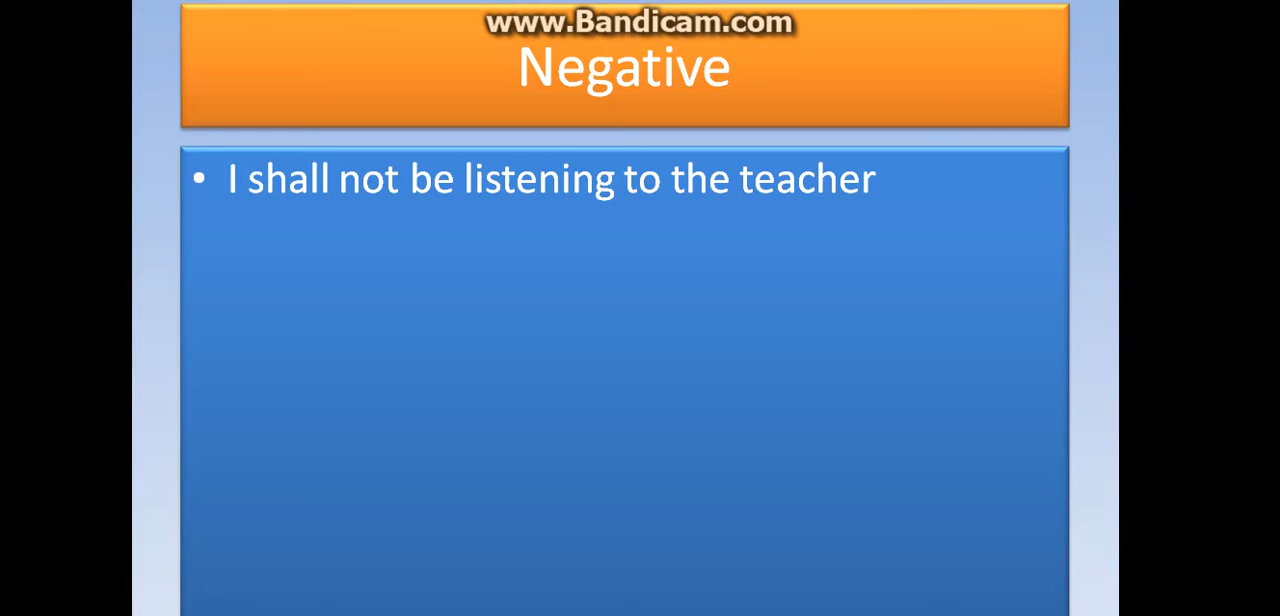 www.Bandicam.com
Negative
• I shall not be listening to the teacher